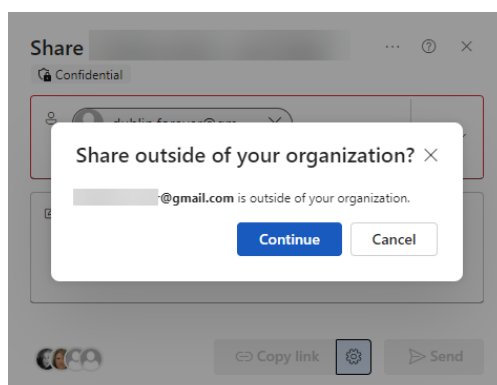 Share
Confidential
Share outside of your organization?
@gmail.com is outside of your organization.
Continue
Cancel
Copy link
Send